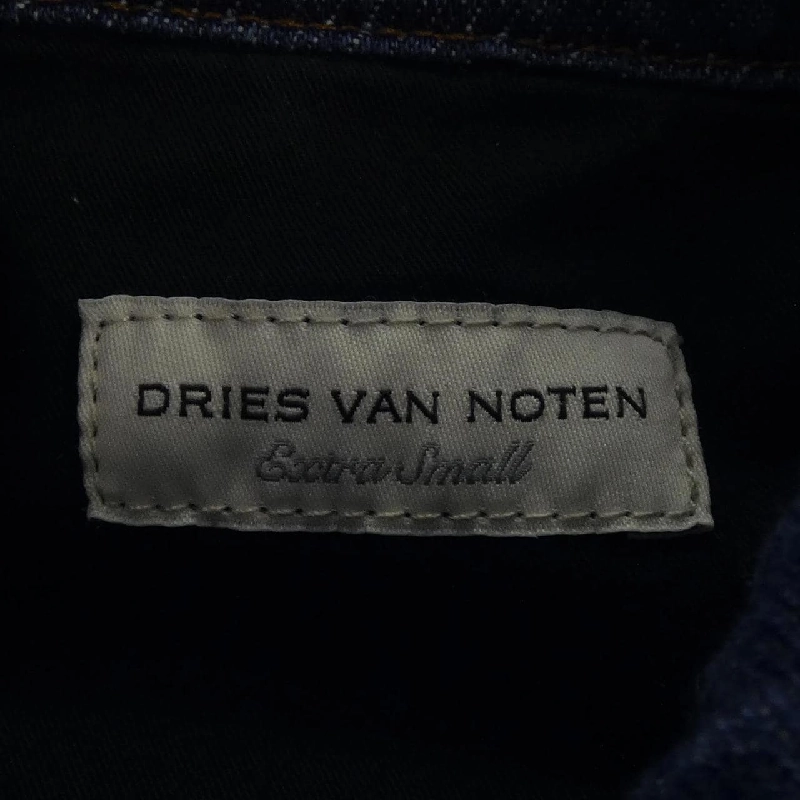 DRIES VAN NOTEN
Extra Small